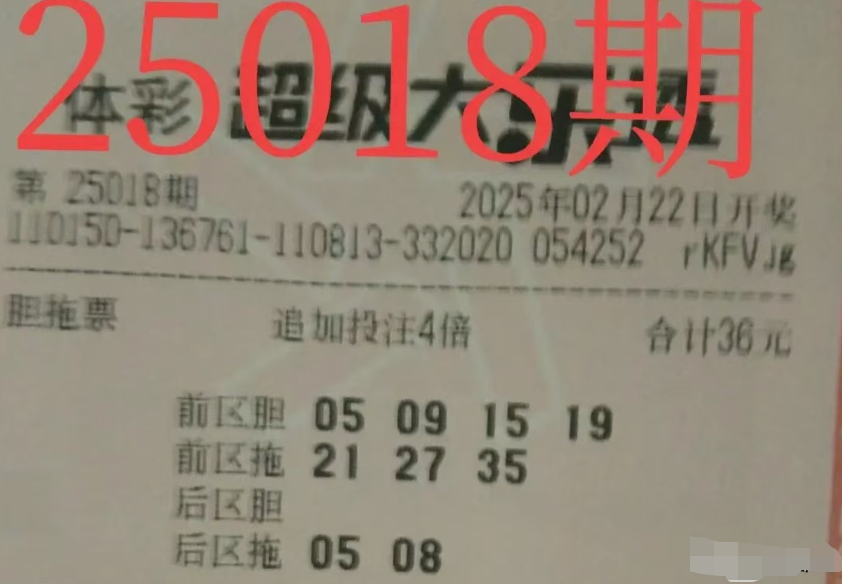 25018期
体彩 超级大乐透
第 25018期
2025年02月22日开奖
110150-136761-110813-332020 054252 rKFVJg
胆拖票 追加投注4倍 合计36元
前区胆 05 09 15 19
前区拖 21 27 35
后区胆
后区拖 05 08